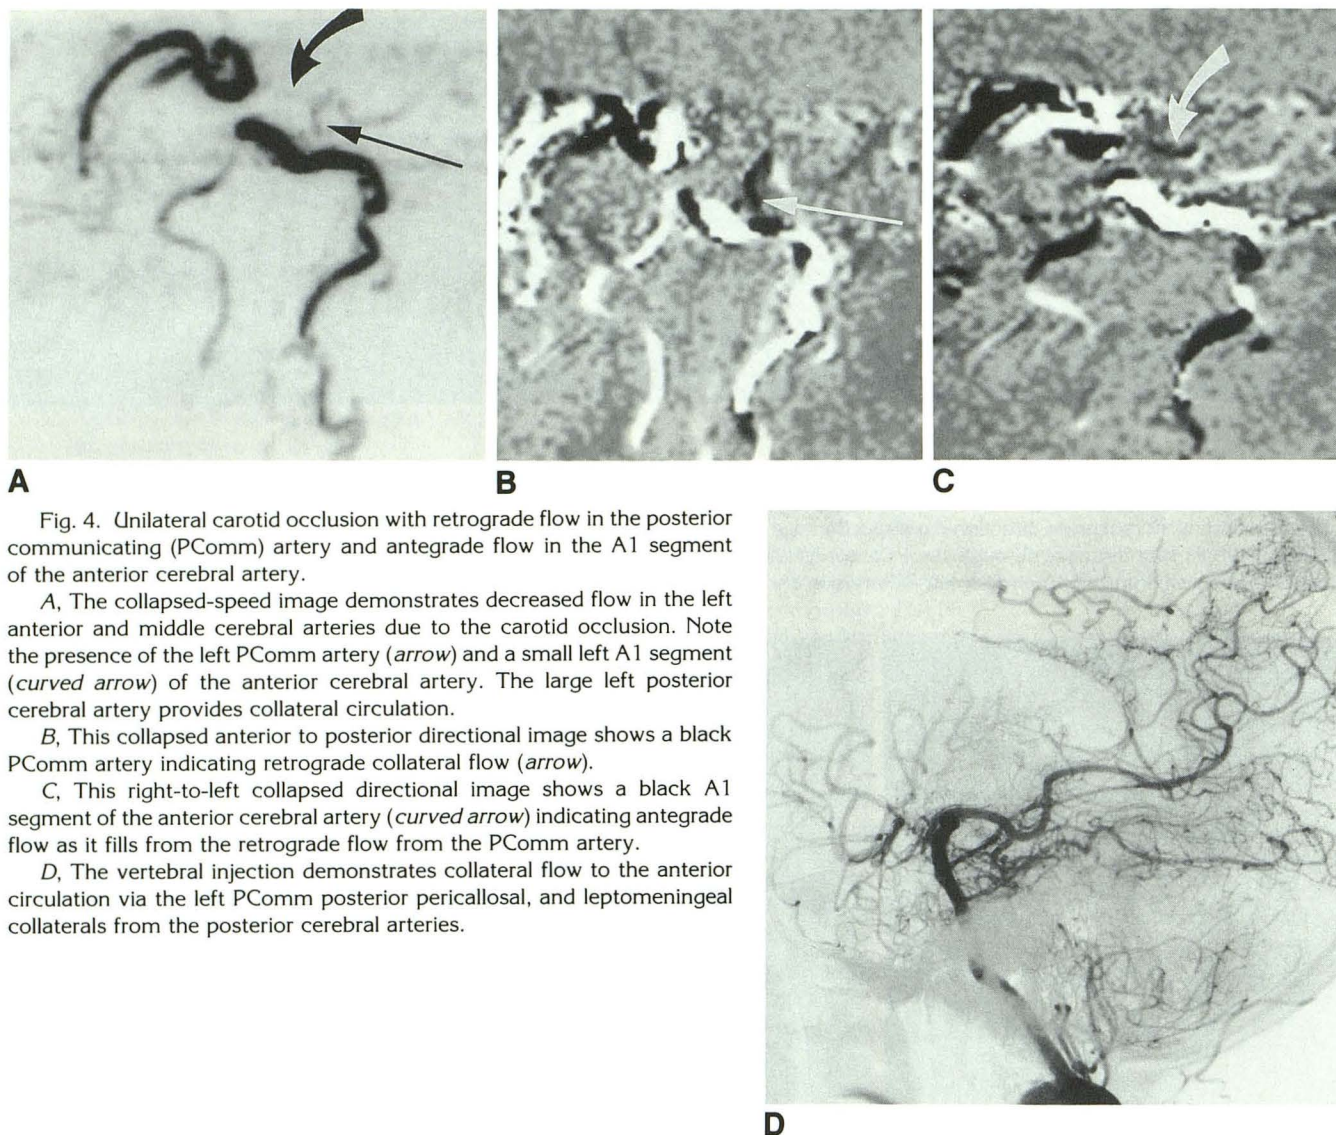 A
B
C
Fig. 4. Unilateral carotid occlusion with retrograde flow in the posterior
communicating (PComm) artery and antegrade flow in the A1 segment
of the anterior cerebral artery.
A, The collapsed-speed image demonstrates decreased flow in the left
anterior and middle cerebral arteries due to the carotid occlusion. Note
the presence of the left PComm artery (arrow) and a small left A1 segment
(curved arrow) of the anterior cerebral artery. The large left posterior
cerebral artery provides collateral circulation.
B, This collapsed anterior to posterior directional image shows a black
PComm artery indicating retrograde collateral flow (arrow).
C, This right-to-left collapsed directional image shows a black A1
segment of the anterior cerebral artery (curved arrow) indicating antegrade
flow as it fills from the retrograde flow from the PComm artery.
D, The vertebral injection demonstrates collateral flow to the anterior
circulation via the left PComm posterior pericallosal, and leptomeningeal
collaterals from the posterior cerebral arteries.
D